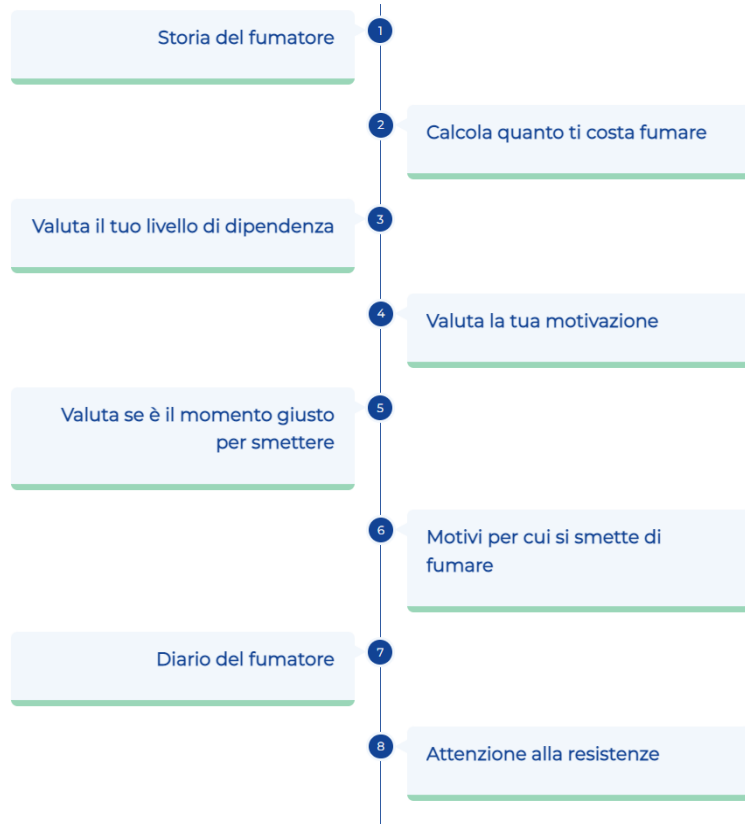 Storia del fumatore
1
2
Calcola quanto ti costa fumare
Valuta il tuo livello di dipendenza
3
4
Valuta la tua motivazione
Valuta se è il momento giusto
per smettere
5
6
Motivi per cui si smette di
fumare
Diario del fumatore
7
8
Attenzione alla resistenze